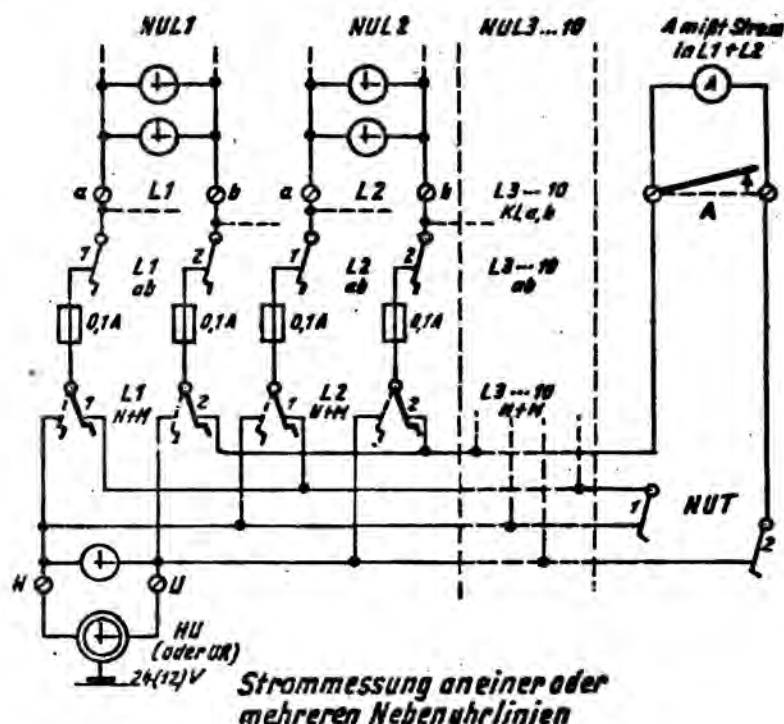 NUL1 NUL2 NUL3...10 A mißt Strom
in L1+L2
A
a L1 b a L2 b L3---10
KLa,b
A
1 L1
ab 2 1 L2
ab 2 L3---10
ab
0,1A 0,1A 0,1A 0,1A
1 L1
N+M 2 1 L2
N+M 2 L3---10
N+M
1 NUT 2
H U
HU
(oder UR)
24(12)V
Strommessung an einer oder
mehreren Nebenuhrlinien